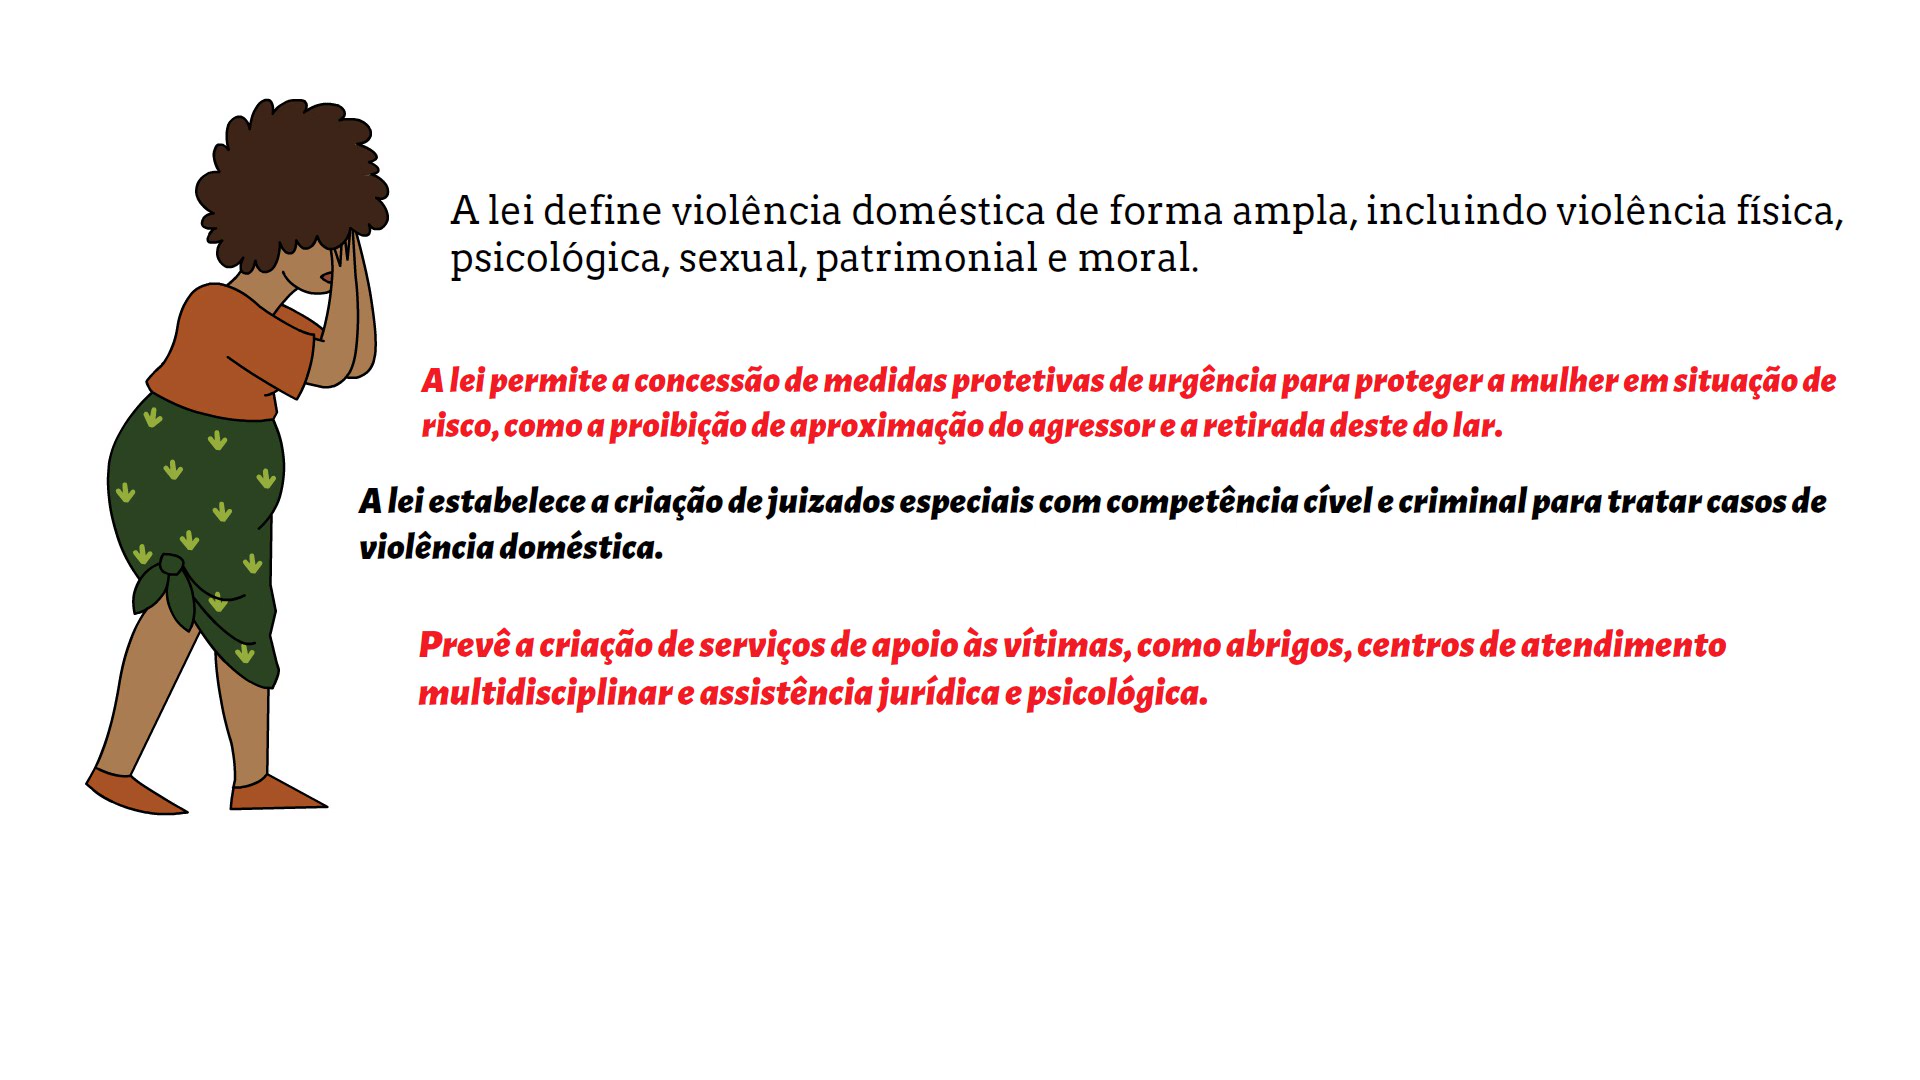 A lei define violência doméstica de forma ampla, incluindo violência física,
psicológica, sexual, patrimonial e moral.
A lei permite a concessão de medidas protetivas de urgência para proteger a mulher em situação de
risco, como a proibição de aproximação do agressor e a retirada deste do lar.
A lei estabelece a criação de juizados especiais com competência cível e criminal para tratar casos de
violência doméstica.
Prevê a criação de serviços de apoio às vítimas, como abrigos, centros de atendimento
multidisciplinar e assistência jurídica e psicológica.